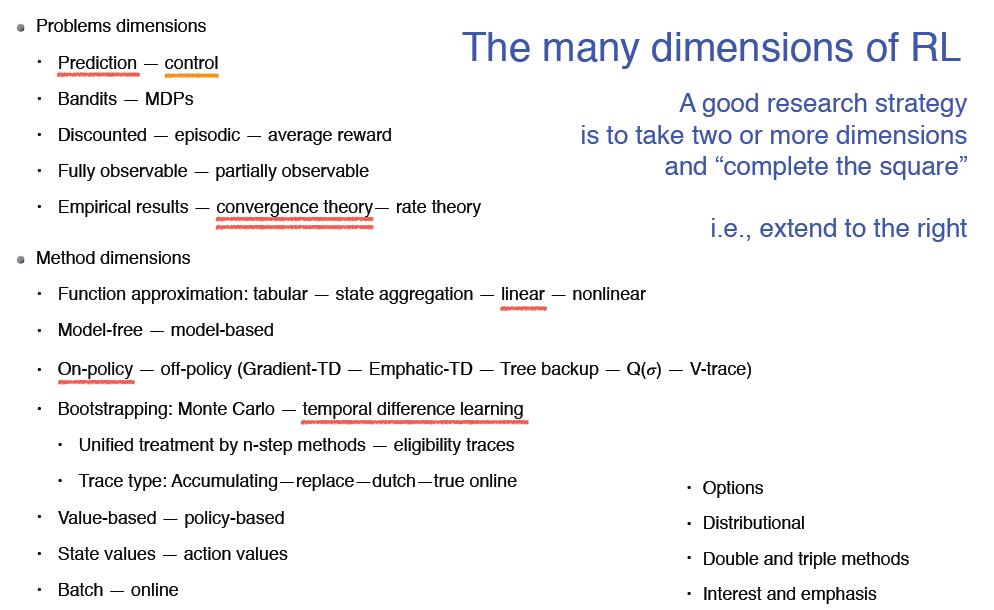 The many dimensions of RL
A good research strategy
is to take two or more dimensions
and “complete the square”
i.e., extend to the right
Problems dimensions
Prediction — control
Bandits — MDPs
Discounted — episodic — average reward
Fully observable — partially observable
Empirical results — convergence theory— rate theory
Method dimensions
Function approximation: tabular — state aggregation — linear — nonlinear
Model-free — model-based
On-policy — off-policy (Gradient-TD — Emphatic-TD — Tree backup — Q(σ) — V-trace)
Bootstrapping: Monte Carlo — temporal difference learning
Unified treatment by n-step methods — eligibility traces
Trace type: Accumulating—replace—dutch—true online
Value-based — policy-based
State values — action values
Batch — online
Options
Distributional
Double and triple methods
Interest and emphasis